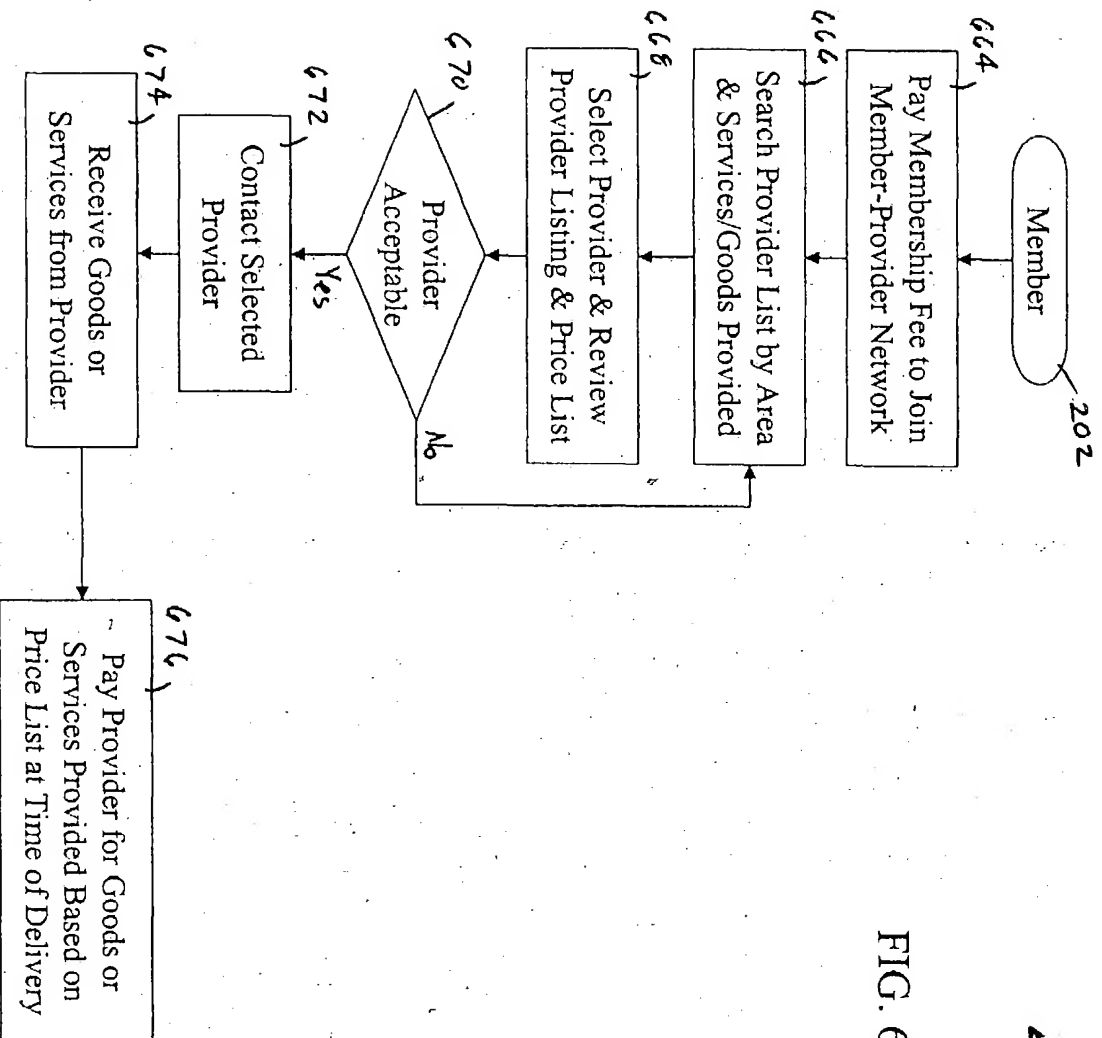 202
Member
664
Pay Membership Fee to Join
Member-Provider Network
666
Search Provider List by Area
& Services/Goods Provided
668
Select Provider & Review
Provider Listing & Price List
670
Provider
Acceptable
No
Yes
672
Contact Selected
Provider
674
Receive Goods or
Services from Provider
676
Pay Provider for Goods or
Services Provided Based on
Price List at Time of Delivery
FIG. 6